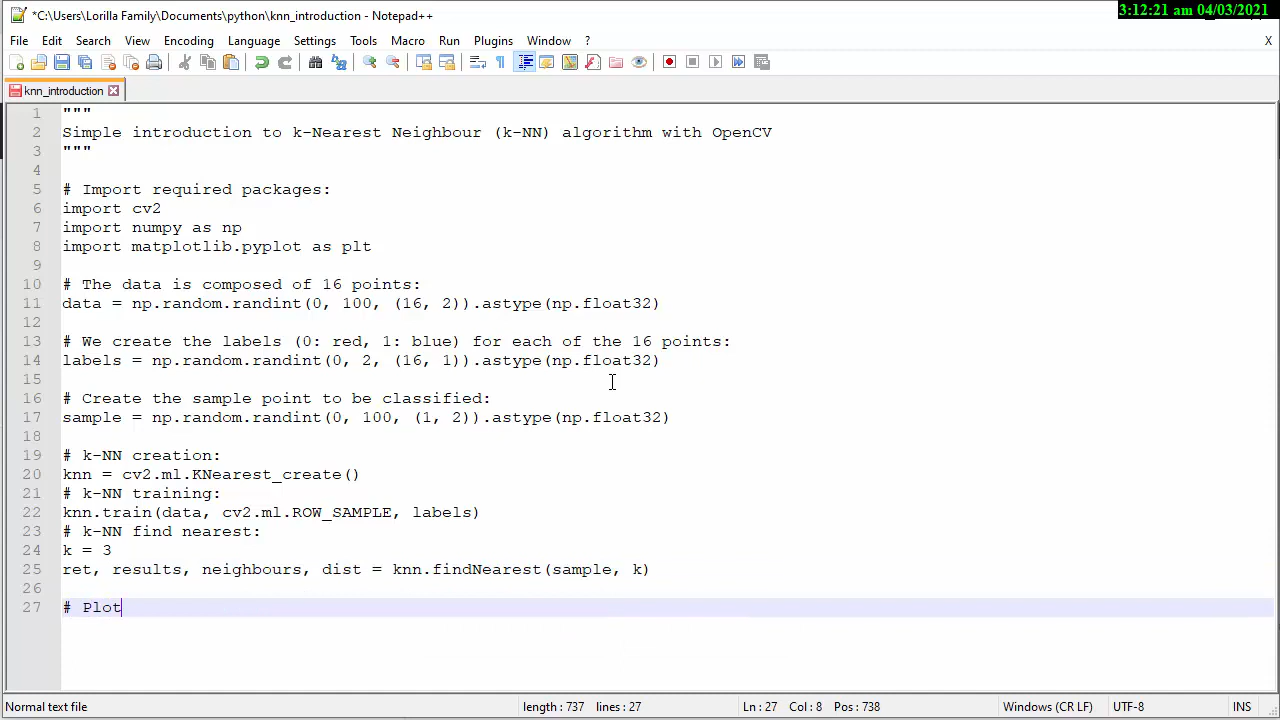 *C:\Users\Lorilla Family\Documents\python\knn_introduction - Notepad++
3:12:21 am 04/03/2021
File Edit Search View Encoding Language Settings Tools Macro Run Plugins Window ? X
knn_introduction
1 """
2 Simple introduction to k-Nearest Neighbour (k-NN) algorithm with OpenCV
3 """
4
5 # Import required packages:
6 import cv2
7 import numpy as np
8 import matplotlib.pyplot as plt
9
10 # The data is composed of 16 points:
11 data = np.random.randint(0, 100, (16, 2)).astype(np.float32)
12
13 # We create the labels (0: red, 1: blue) for each of the 16 points:
14 labels = np.random.randint(0, 2, (16, 1)).astype(np.float32)
15
16 # Create the sample point to be classified:
17 sample = np.random.randint(0, 100, (1, 2)).astype(np.float32)
18
19 # k-NN creation:
20 knn = cv2.ml.KNearest_create()
21 # k-NN training:
22 knn.train(data, cv2.ml.ROW_SAMPLE, labels)
23 # k-NN find nearest:
24 k = 3
25 ret, results, neighbours, dist = knn.findNearest(sample, k)
26
27 # Plot
Normal text file length : 737 lines : 27 Ln : 27 Col : 8 Pos : 738 Windows (CR LF) UTF-8 INS